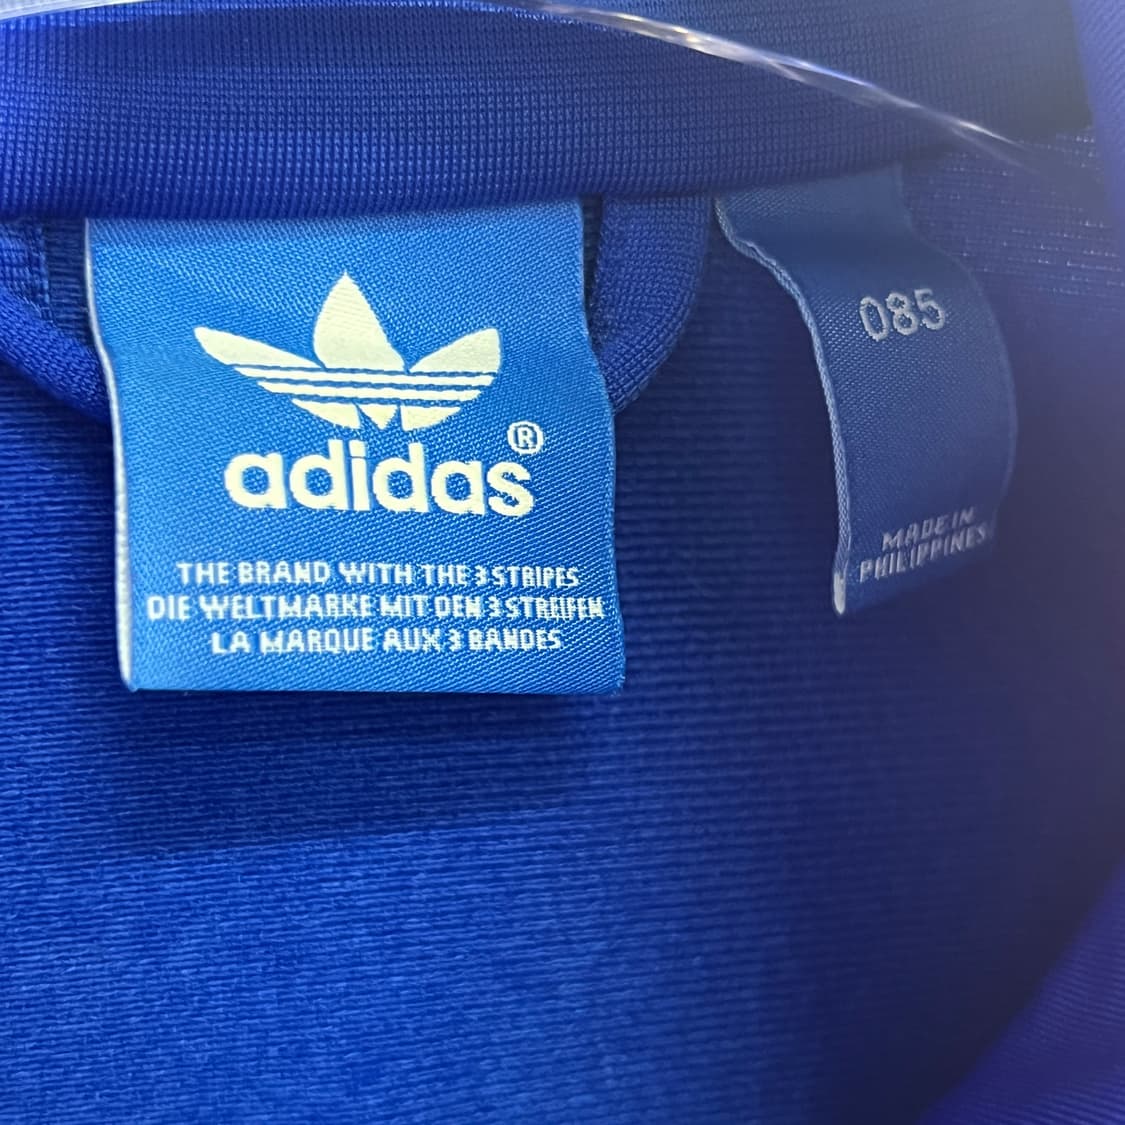 adidas®
THE BRAND WITH THE 3 STRIPES
DIE WELTMARKE MIT DEN 3 STREIFEN
LA MARQUE AUX 3 BANDES
085
MADE IN
PHILIPPINES